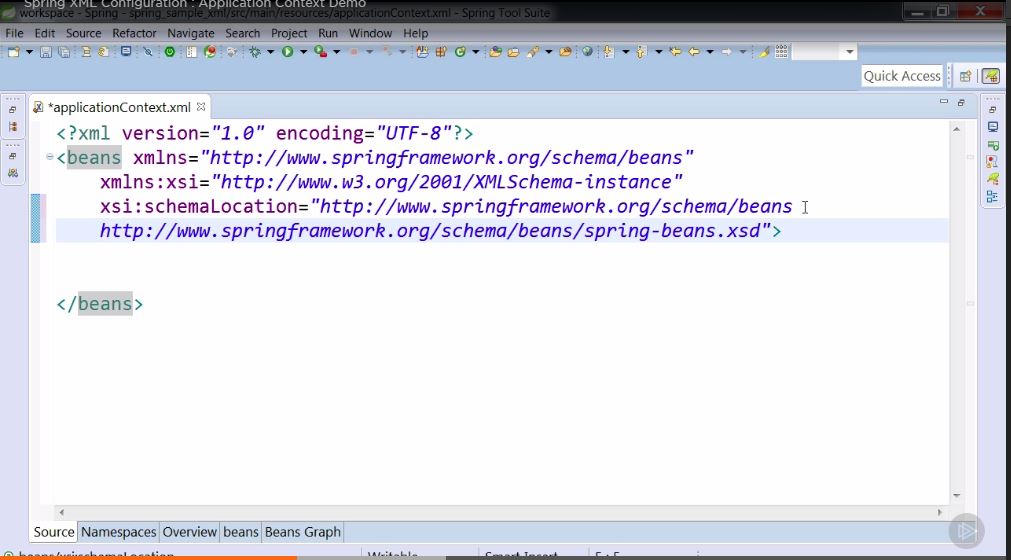 Spring XML Configuration : Application Context Demo
workspace - Spring - spring_sample_xml/src/main/resources/applicationContext.xml - Spring Tool Suite
File Edit Source Refactor Navigate Search Project Run Window Help
Quick Access
*applicationContext.xml
<?xml version="1.0" encoding="UTF-8"?>
<beans xmlns="http://www.springframework.org/schema/beans"
xmlns:xsi="http://www.w3.org/2001/XMLSchema-instance"
xsi:schemaLocation="http://www.springframework.org/schema/beans
http://www.springframework.org/schema/beans/spring-beans.xsd">
</beans>
Source Namespaces Overview beans Beans Graph
beans/xsi:schemaLocation Writable Smart Insert 5 : 5